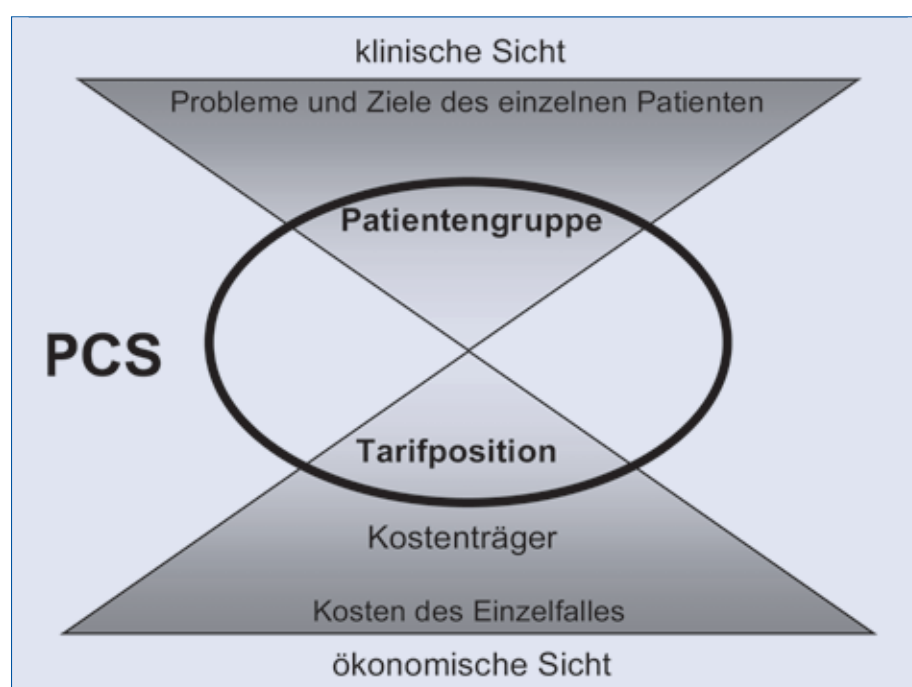 klinische Sicht
Probleme und Ziele des einzelnen Patienten
Patientengruppe
PCS
Tarifposition
Kostenträger
Kosten des Einzelfalles
ökonomische Sicht